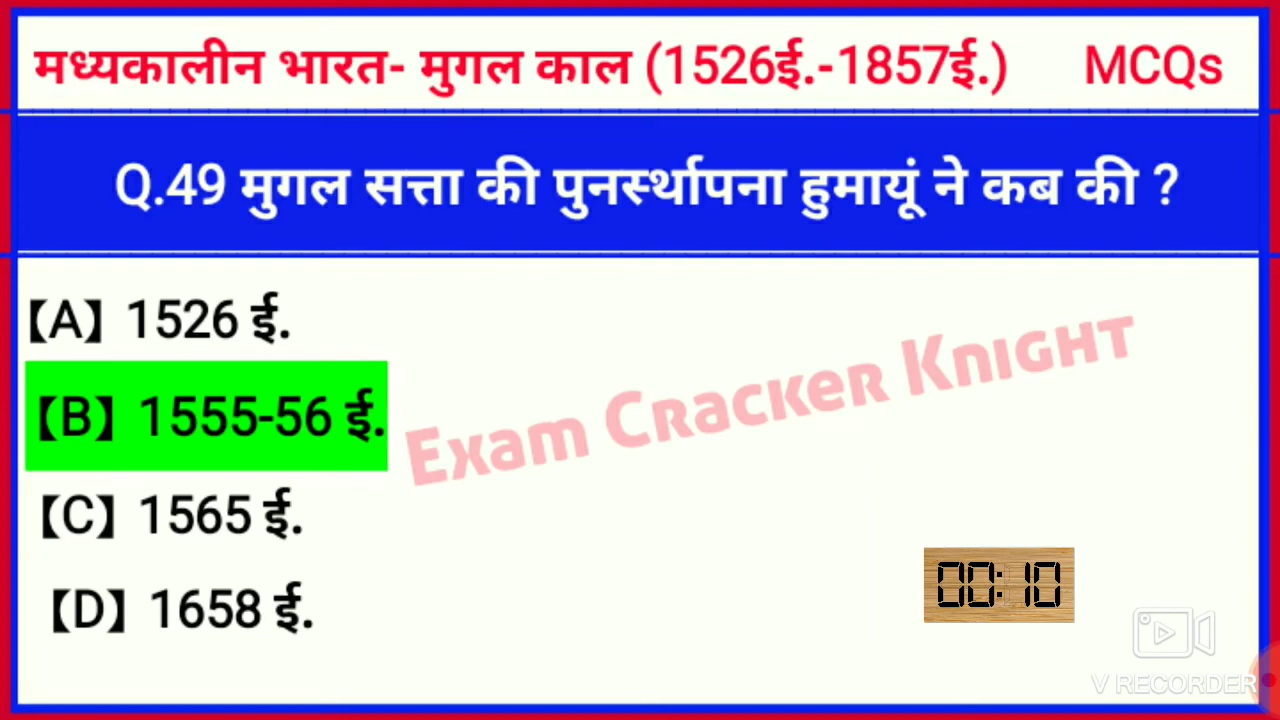 मध्यकालीन भारत- मुगल काल (1526ई.-1857ई.) MCQs
Q.49 मुगल सत्ता की पुनर्स्थापना हुमायूं ने कब की ?
【A】 1526 ई.
【B】 1555-56 ई.
Exam Cracker Knight
【C】 1565 ई.
00:10
【D】 1658 ई.
V RECORDER